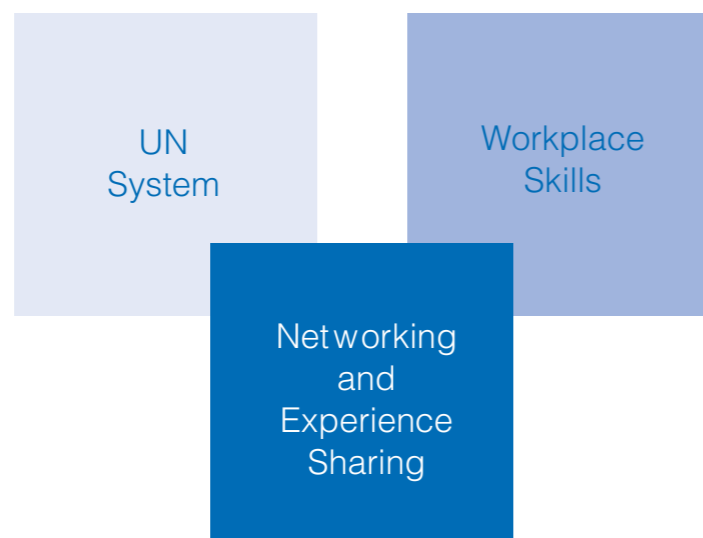 UN
System
Workplace
Skills
Networking
and
Experience
Sharing